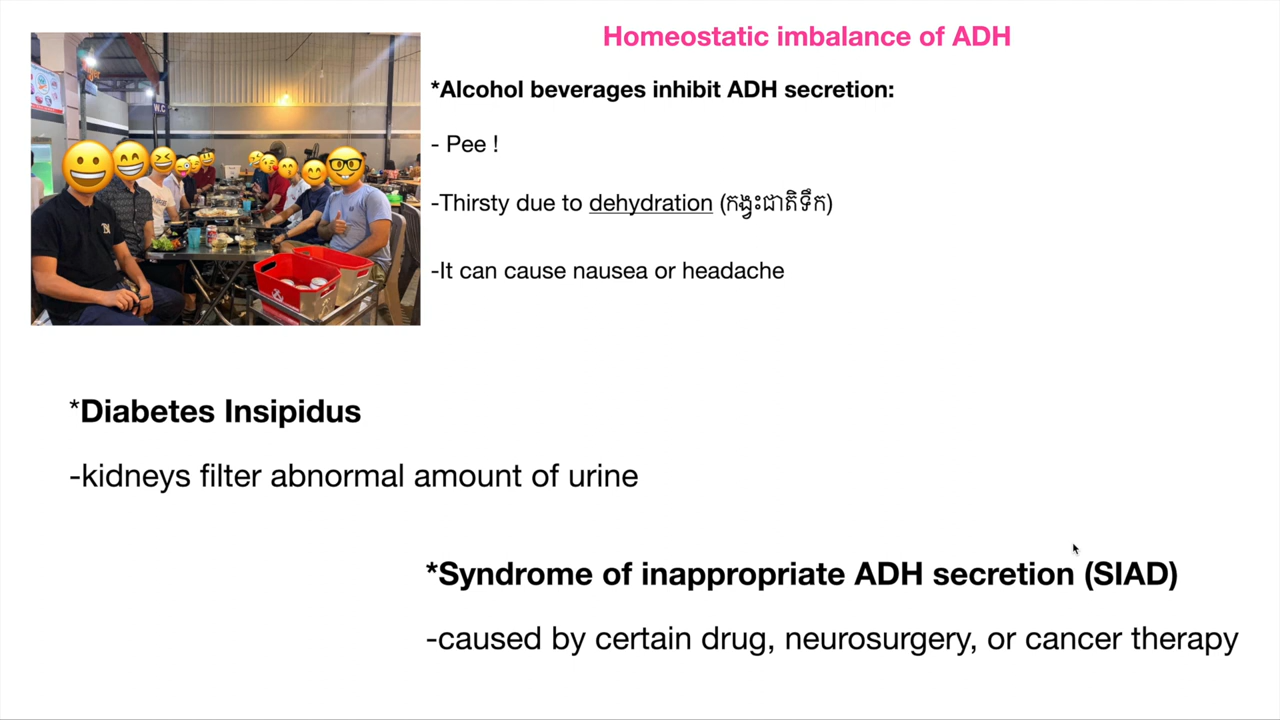 Homeostatic imbalance of ADH
*Alcohol beverages inhibit ADH secretion:
- Pee !
-Thirsty due to dehydration (កង្វះជាតិទឹក)
-It can cause nausea or headache
W.C
*Diabetes Insipidus
-kidneys filter abnormal amount of urine
*Syndrome of inappropriate ADH secretion (SIAD)
-caused by certain drug, neurosurgery, or cancer therapy